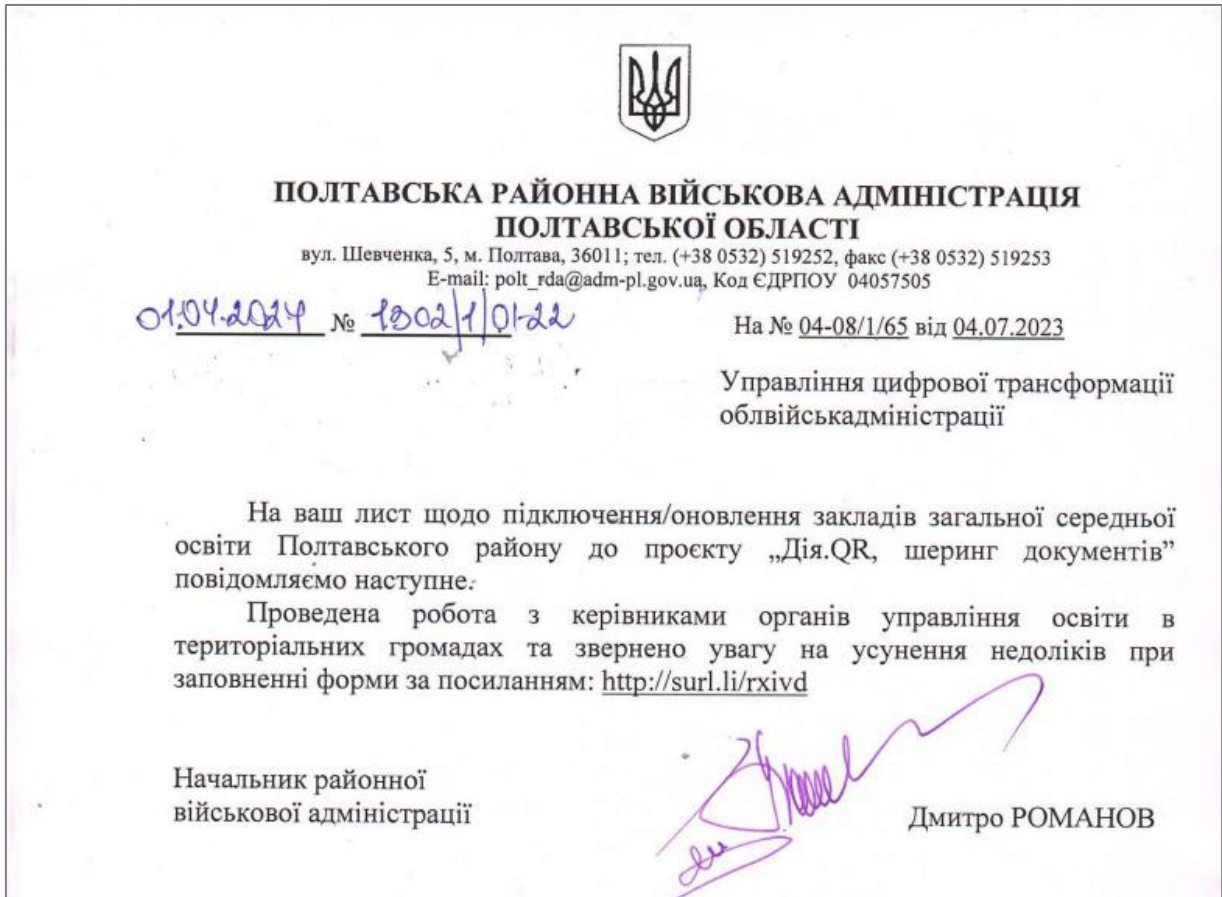 ПОЛТАВСЬКА РАЙОННА ВІЙСЬКОВА АДМІНІСТРАЦІЯ
ПОЛТАВСЬКОЇ ОБЛАСТІ
вул. Шевченка, 5, м. Полтава, 36011; тел. (+38 0532) 519252, факс (+38 0532) 519253
E-mail: polt_rda@adm-pl.gov.ua, Код ЄДРПОУ 04057505
01.04.2024 № 1302/1/01-22
На № 04-08/1/65 від 04.07.2023
Управління цифрової трансформації
облвійськадміністрації
На ваш лист щодо підключення/оновлення закладів загальної середньої
освіти Полтавського району до проєкту „Дія.QR, шеринг документів”
повідомляємо наступне.
Проведена робота з керівниками органів управління освіти в
територіальних громадах та звернено увагу на усунення недоліків при
заповненні форми за посиланням: http://surl.li/rxivd
Начальник районної
військової адміністрації
Дмитро РОМАНОВ